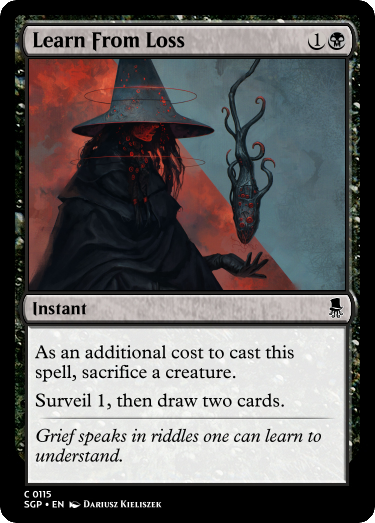 Learn From Loss 1
Instant
As an additional cost to cast this
spell, sacrifice a creature.
Surveil 1, then draw two cards.
Grief speaks in riddles one can learn to
understand.
C 0115
SGP • EN Dariusz Kieliszek